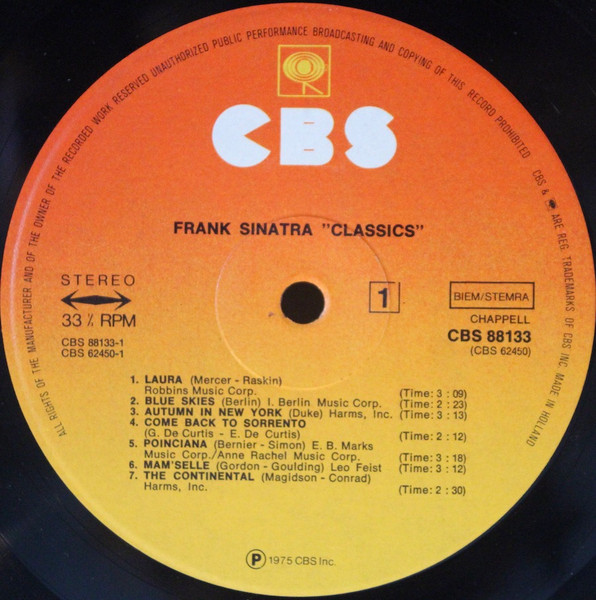 ALL RIGHTS OF THE MANUFACTURER AND OF THE OWNER OF THE RECORDED WORK RESERVED UNAUTHORIZED PUBLIC PERFORMANCE BROADCASTING AND COPYING OF THIS RECORD PROHIBITED CBS & ARE REG. TRADEMARKS OF CBS INC. MADE IN HOLLAND
CBS
FRANK SINATRA "CLASSICS"
STEREO
33 ⅓ RPM
CBS 88133-1
CBS 62450-1
1
BIEM/STEMRA
CHAPPELL
CBS 88133
(CBS 62450)
1. LAURA (Mercer - Raskin)
Robbins Music Corp. (Time: 3 : 09)
2. BLUE SKIES (Berlin) I. Berlin Music Corp. (Time: 2 : 23)
3. AUTUMN IN NEW YORK (Duke) Harms, Inc. (Time: 3 : 13)
4. COME BACK TO SORRENTO
(G. De Curtis - E. De Curtis) (Time: 2 : 12)
5. POINCIANA (Bernier - Simon) E. B. Marks
Music Corp./Anne Rachel Music Corp. (Time: 3 : 18)
6. MAM'SELLE (Gordon - Goulding) Leo Feist (Time: 3 : 12)
7. THE CONTINENTAL (Magidson - Conrad)
Harms, Inc. (Time: 2 : 30)
℗ 1975 CBS Inc.